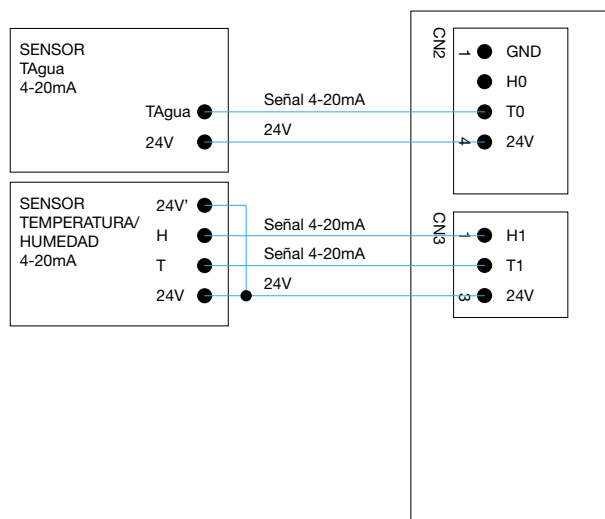 SENSOR
TAgua
4-20mA
TAgua
24V
Señal 4-20mA
24V
CN2
1
4
GND
H0
T0
24V
SENSOR
TEMPERATURA/
HUMEDAD
4-20mA
24V'
H
T
24V
Señal 4-20mA
Señal 4-20mA
24V
CN3
1
3
H1
T1
24V